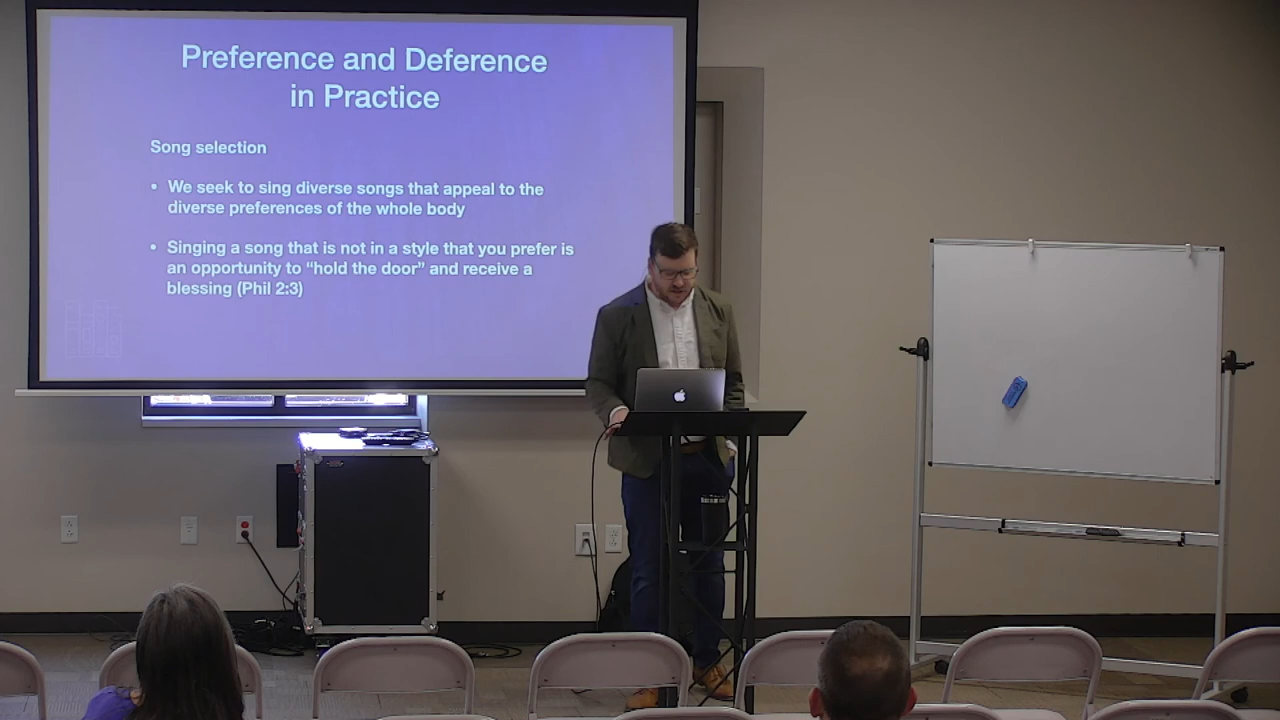 Preference and Deference
in Practice
Song selection
• We seek to sing diverse songs that appeal to the
diverse preferences of the whole body
• Singing a song that is not in a style that you prefer is
an opportunity to “hold the door” and receive a
blessing (Phil 2:3)